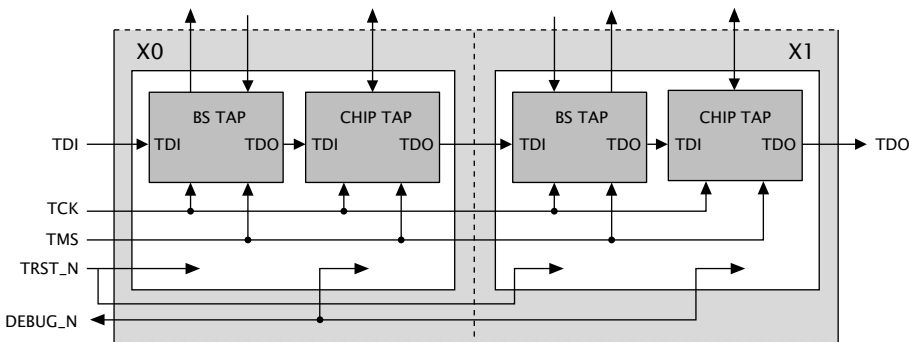 X0 X1
BS TAP CHIP TAP BS TAP CHIP TAP
TDI TDI TDO TDI TDO TDI TDO TDI TDO TDO
TCK
TMS
TRST_N
DEBUG_N